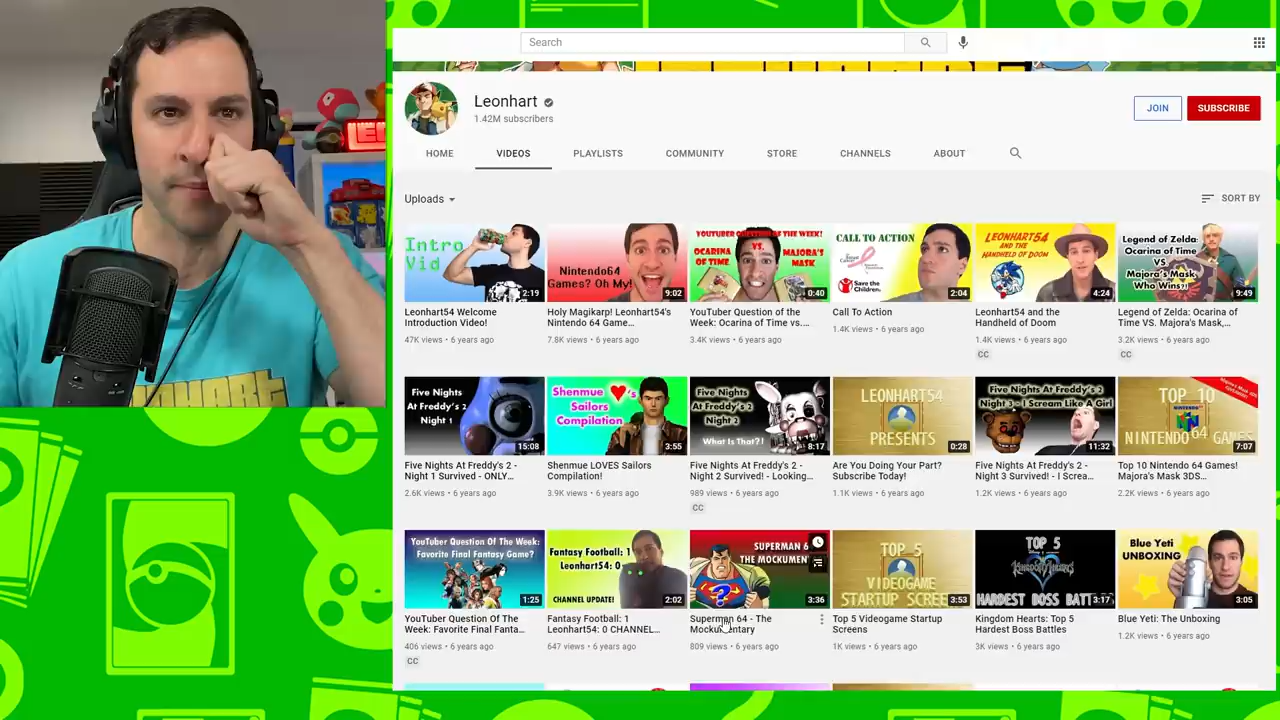 Search
Leonhart
1.42M subscribers
JOIN
SUBSCRIBE
HOME
VIDEOS
PLAYLISTS
COMMUNITY
STORE
CHANNELS
ABOUT
Uploads
SORT BY
Intro
Vid
2:19
Nintendo64
Games? Oh My!
9:02
YOUTUBER QUESTION OF THE WEEK!
OCARINA
OF TIME
VS.
MAJORA'S
MASK
0:40
CALL TO ACTION
Save the
Children.
2:04
LEONHART54
AND THE
HANDHELD OF DOOM
4:24
Legend of Zelda:
Ocarina of Time
VS
Majora's Mask
Who Wins?!
9:49
Leonhart54 Welcome
Introduction Video!
47K views • 6 years ago
Holy Magikarp! Leonhart54's
Nintendo 64 Game...
7.8K views • 6 years ago
YouTuber Question of the
Week: Ocarina of Time vs....
3.4K views • 6 years ago
Call To Action
1.4K views • 6 years ago
Leonhart54 and the
Handheld of Doom
1.4K views • 6 years ago
CC
Legend of Zelda: Ocarina of
Time VS. Majora's Mask,...
3.2K views • 6 years ago
CC
Five Nights
At Freddy's 2
Night 1
15:08
Shenmue
's
Sailors
Compilation
3:55
Five Nights
At Freddy's 2
Night 2
What Is That?!
8:17
LEONHART54
PRESENTS
0:28
Five Nights At Freddy's 2
Night 3 - I Scream Like A Girl
11:32
TOP 10
NINTENDO 64 GAMES
7:07
Five Nights At Freddy's 2 -
Night 1 Survived - ONLY...
2.6K views • 6 years ago
Shenmue LOVES Sailors
Compilation!
3.9K views • 6 years ago
Five Nights At Freddy's 2 -
Night 2 Survived! - Looking...
989 views • 6 years ago
CC
Are You Doing Your Part?
Subscribe Today!
1.1K views • 6 years ago
Five Nights At Freddy's 2 -
Night 3 Survived! - I Screa...
1.2K views • 6 years ago
Top 10 Nintendo 64 Games!
Majora's Mask 3DS...
2.2K views • 6 years ago
YouTuber Question Of The Week:
Favorite Final Fantasy Game?
1:25
Fantasy Football: 1
Leonhart54: 0
CHANNEL UPDATE!
2:02
SUPERMAN 6
THE MOCKUMEN
3:36
TOP 5
VIDEOGAME
STARTUP SCREE
3:53
TOP 5
KINGDOM HEARTS
HARDEST BOSS BATT
3:17
Blue Yeti
UNBOXING
3:05
YouTuber Question Of The
Week: Favorite Final Fanta...
406 views • 6 years ago
CC
Fantasy Football: 1
Leonhart54: 0 CHANNEL...
647 views • 6 years ago
Superman 64 - The
Mockumentary
809 views • 6 years ago
Top 5 Videogame Startup
Screens
1K views • 6 years ago
Kingdom Hearts: Top 5
Hardest Boss Battles
3K views • 6 years ago
Blue Yeti: The Unboxing
1.2K views • 6 years ago